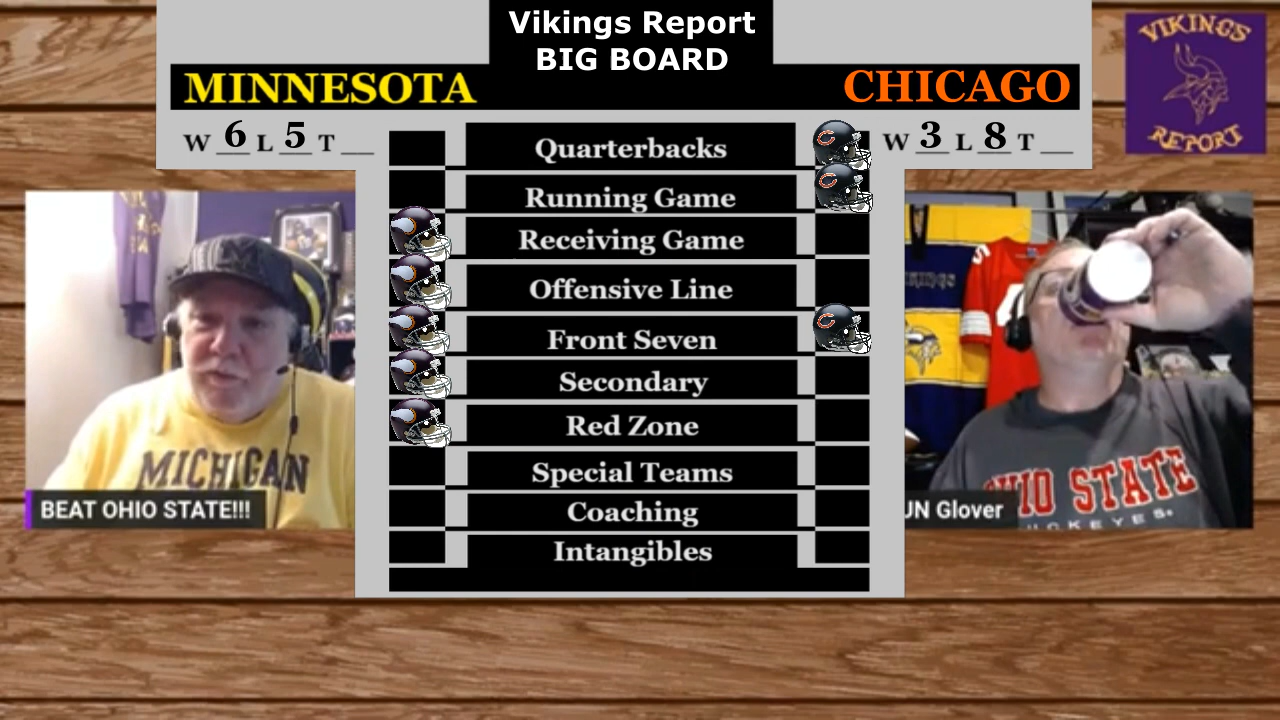 Vikings Report
BIG BOARD
MINNESOTA
CHICAGO
W 6 L 5 T
W 3 L 8 T
VIKINGS
REPORT
Quarterbacks
Running Game
Receiving Game
Offensive Line
Front Seven
Secondary
Red Zone
Special Teams
Coaching
Intangibles
MICHIGAN
BEAT OHIO STATE!!!
OHIO STATE
UN Glover